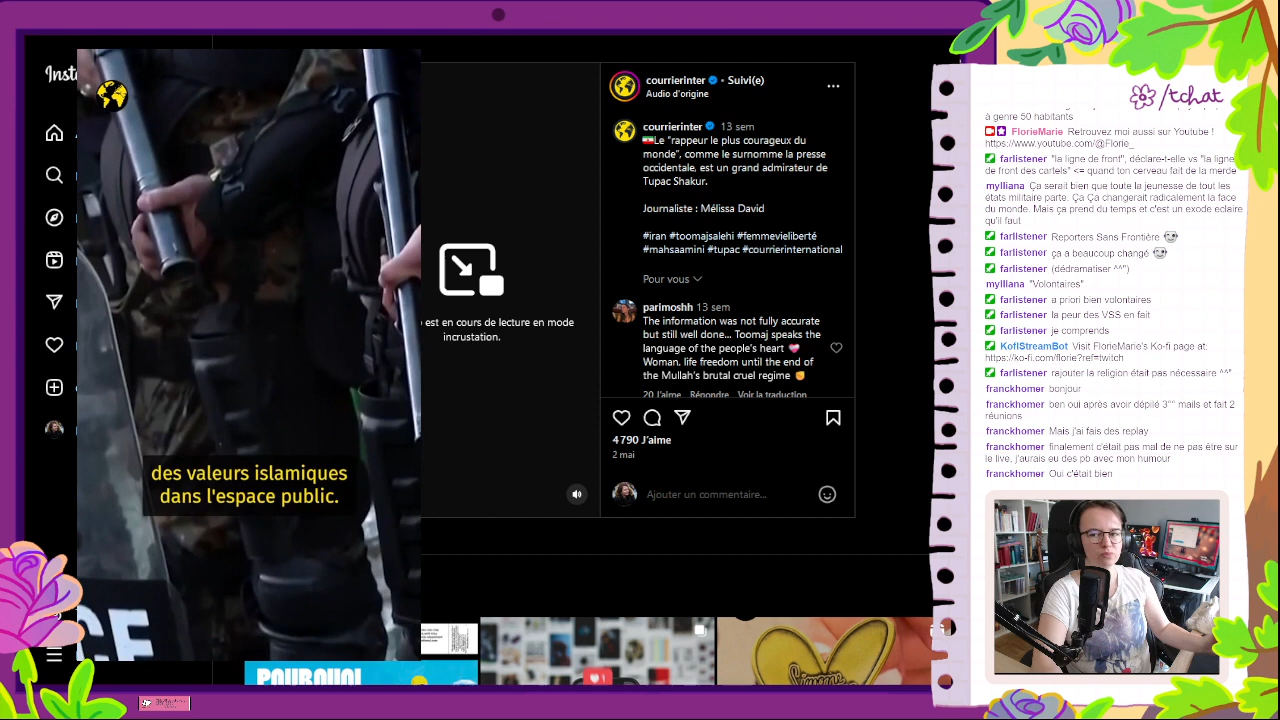 Inst
courrierinter • Suivi(e)
Audio d'origine
courrierinter 13 sem
Le "rappeur le plus courageux du
monde", comme le surnomme la presse
occidentale, est un grand admirateur de
Tupac Shakur.
Journaliste : Mélissa David
#iran #toomajsalehi #femmevieliberté
#mahsaamini #tupac #courrierinternational
Pour vous
parimoshh 13 sem
The information was not fully accurate
but still well done... Toomaj speaks the
language of the people's heart 💓
Woman, life freedom until the end of
the Mullah's brutal cruel regime ✊
20 J'aime Répondre Voir la traduction
4 790 J'aime
2 mai
Ajouter un commentaire...
est en cours de lecture en mode
incrustation.
des valeurs islamiques
dans l'espace public.
CE
POURQUOI
Simone
/tchat
à genre 50 habitants
FlorieMarie Retrouvez moi aussi sur Youtube !
https://www.youtube.com/@Florie_
farlistener "la ligne de front", déclare-t-elle vs "la ligne
de front des cartels" <= quand ton cerveau fait de la merde
mylliana Ça serait bien que toute la jeunesse de tout les
états militaire parte. Ça Ça changerait radicalement la face
du monde. Mais ça prend du temps et c'est un exode eclaire
qu'il faut
farlistener Reporters Sans Frontière
farlistener ça a beaucoup changé
farlistener (dédramatiser ^^")
mylliana "Volontaires"
farlistener a priori bien volontaires
farlistener la peur des VSS en fait
farlistener je comprends
KofiStreamBot Visit FlorieMarie's Ko-fi page at:
https://ko-fi.com/florie?ref=twitch
farlistener rajouter la religion était pas nécessaire ^^"
franckhomer bonjour
franckhomer ben oui après avoir dépilé 3"" mails et fait 2
réunions
franckhomer Mais j'ai fais des replay
franckhomer finalement c'était pas mal de ne pas être sur
le live, j'aurais eu des pb avec mon humour
franckhomer Oui c'était bien